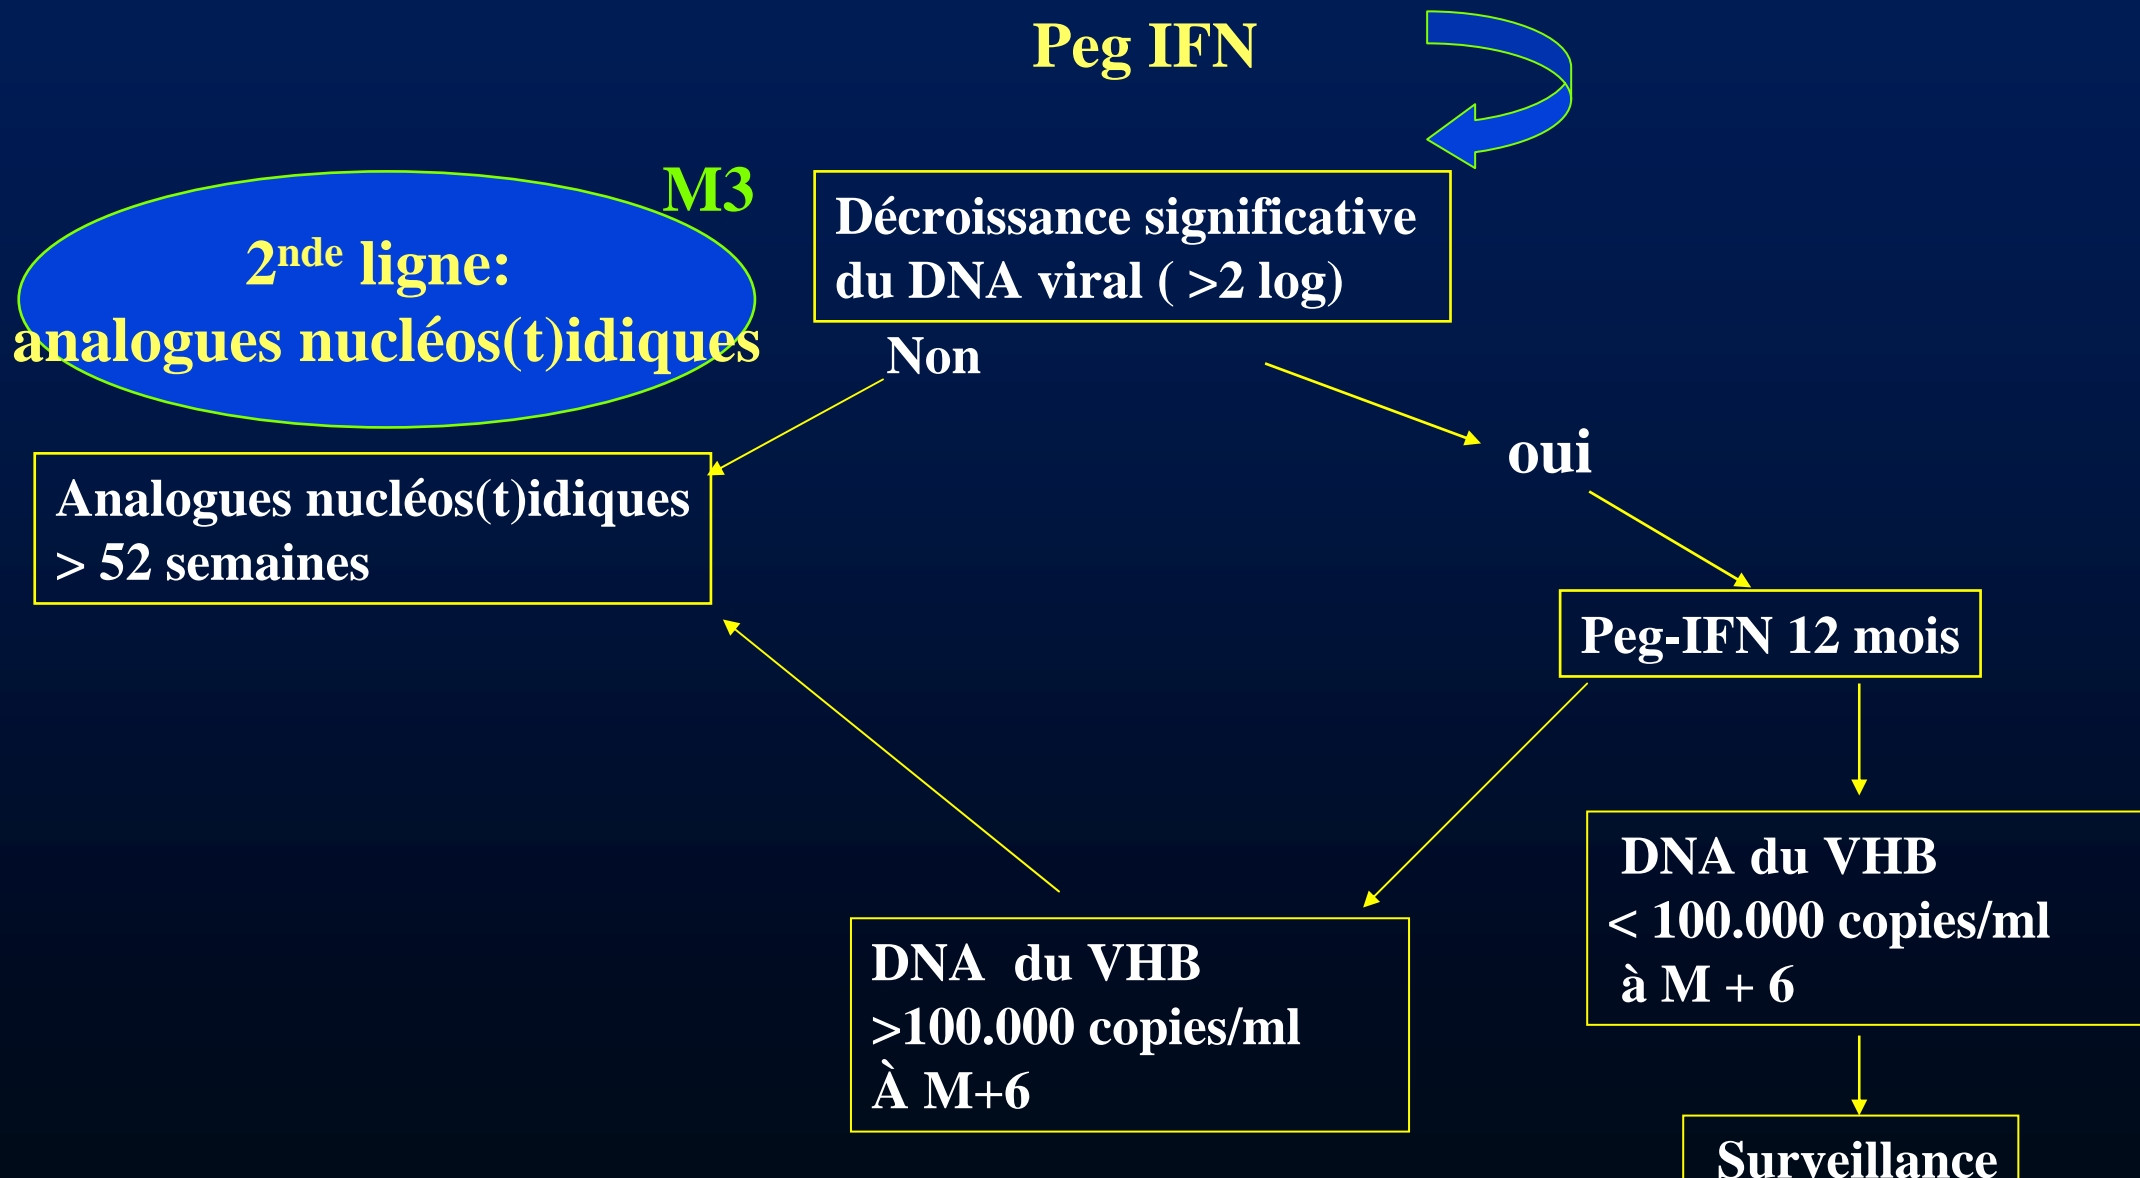 Peg IFN
M3
2nde ligne:
analogues nucléos(t)idiques
Décroissance significative
du DNA viral ( >2 log)
Non
oui
Analogues nucléos(t)idiques
> 52 semaines
Peg-IFN 12 mois
DNA du VHB
< 100.000 copies/ml
à M + 6
DNA du VHB
>100.000 copies/ml
À M+6
Surveillance